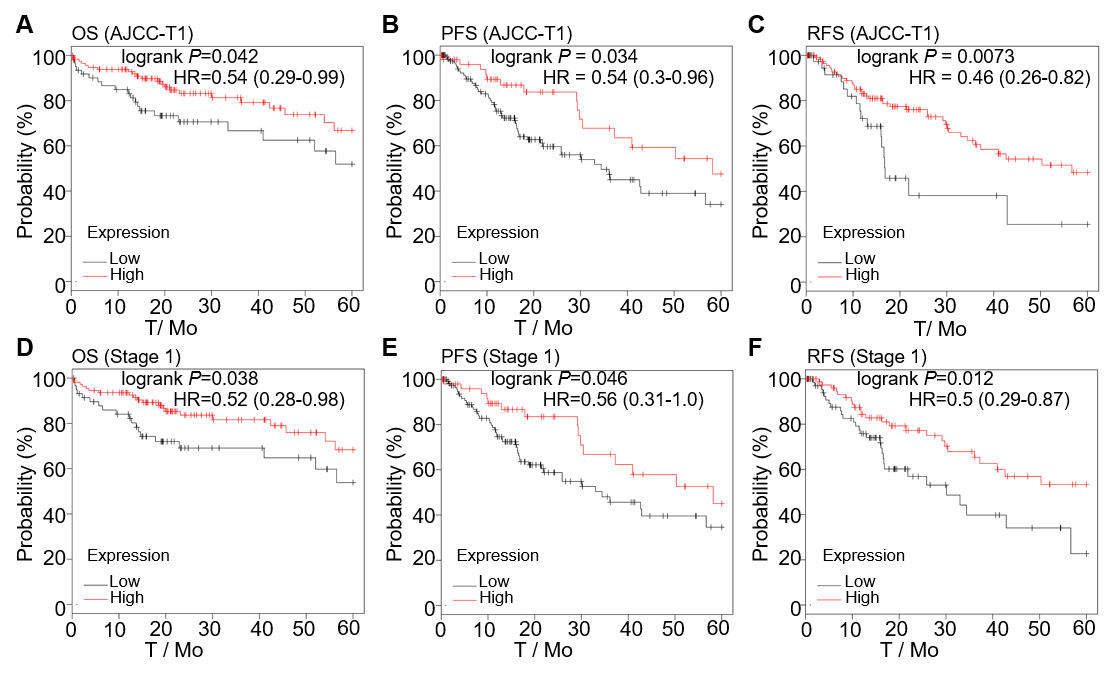 A
OS (AJCC-T1)
logrank P=0.042
HR=0.54 (0.29-0.99)
Probability (%)
100
80
60
40
20
0
Expression
Low
High
0 10 20 30 40 50 60
T/ Mo
B
PFS (AJCC-T1)
logrank P = 0.034
HR = 0.54 (0.3-0.96)
Probability (%)
100
80
60
40
20
0
Expression
Low
High
0 10 20 30 40 50 60
T / Mo
C
RFS (AJCC-T1)
logrank P = 0.0073
HR = 0.46 (0.26-0.82)
Probability (%)
100
80
60
40
20
0
Expression
Low
High
0 10 20 30 40 50 60
T/ Mo
D
OS (Stage 1)
logrank P=0.038
HR=0.52 (0.28-0.98)
Probability (%)
100
80
60
40
20
0
Expression
Low
High
0 10 20 30 40 50 60
T / Mo
E
PFS (Stage 1)
logrank P=0.046
HR=0.56 (0.31-1.0)
Probability (%)
100
80
60
40
20
0
Expression
Low
High
0 10 20 30 40 50 60
T / Mo
F
RFS (Stage 1)
logrank P=0.012
HR=0.5 (0.29-0.87)
Probability (%)
100
80
60
40
20
0
Expression
Low
High
0 10 20 30 40 50 60
T / Mo